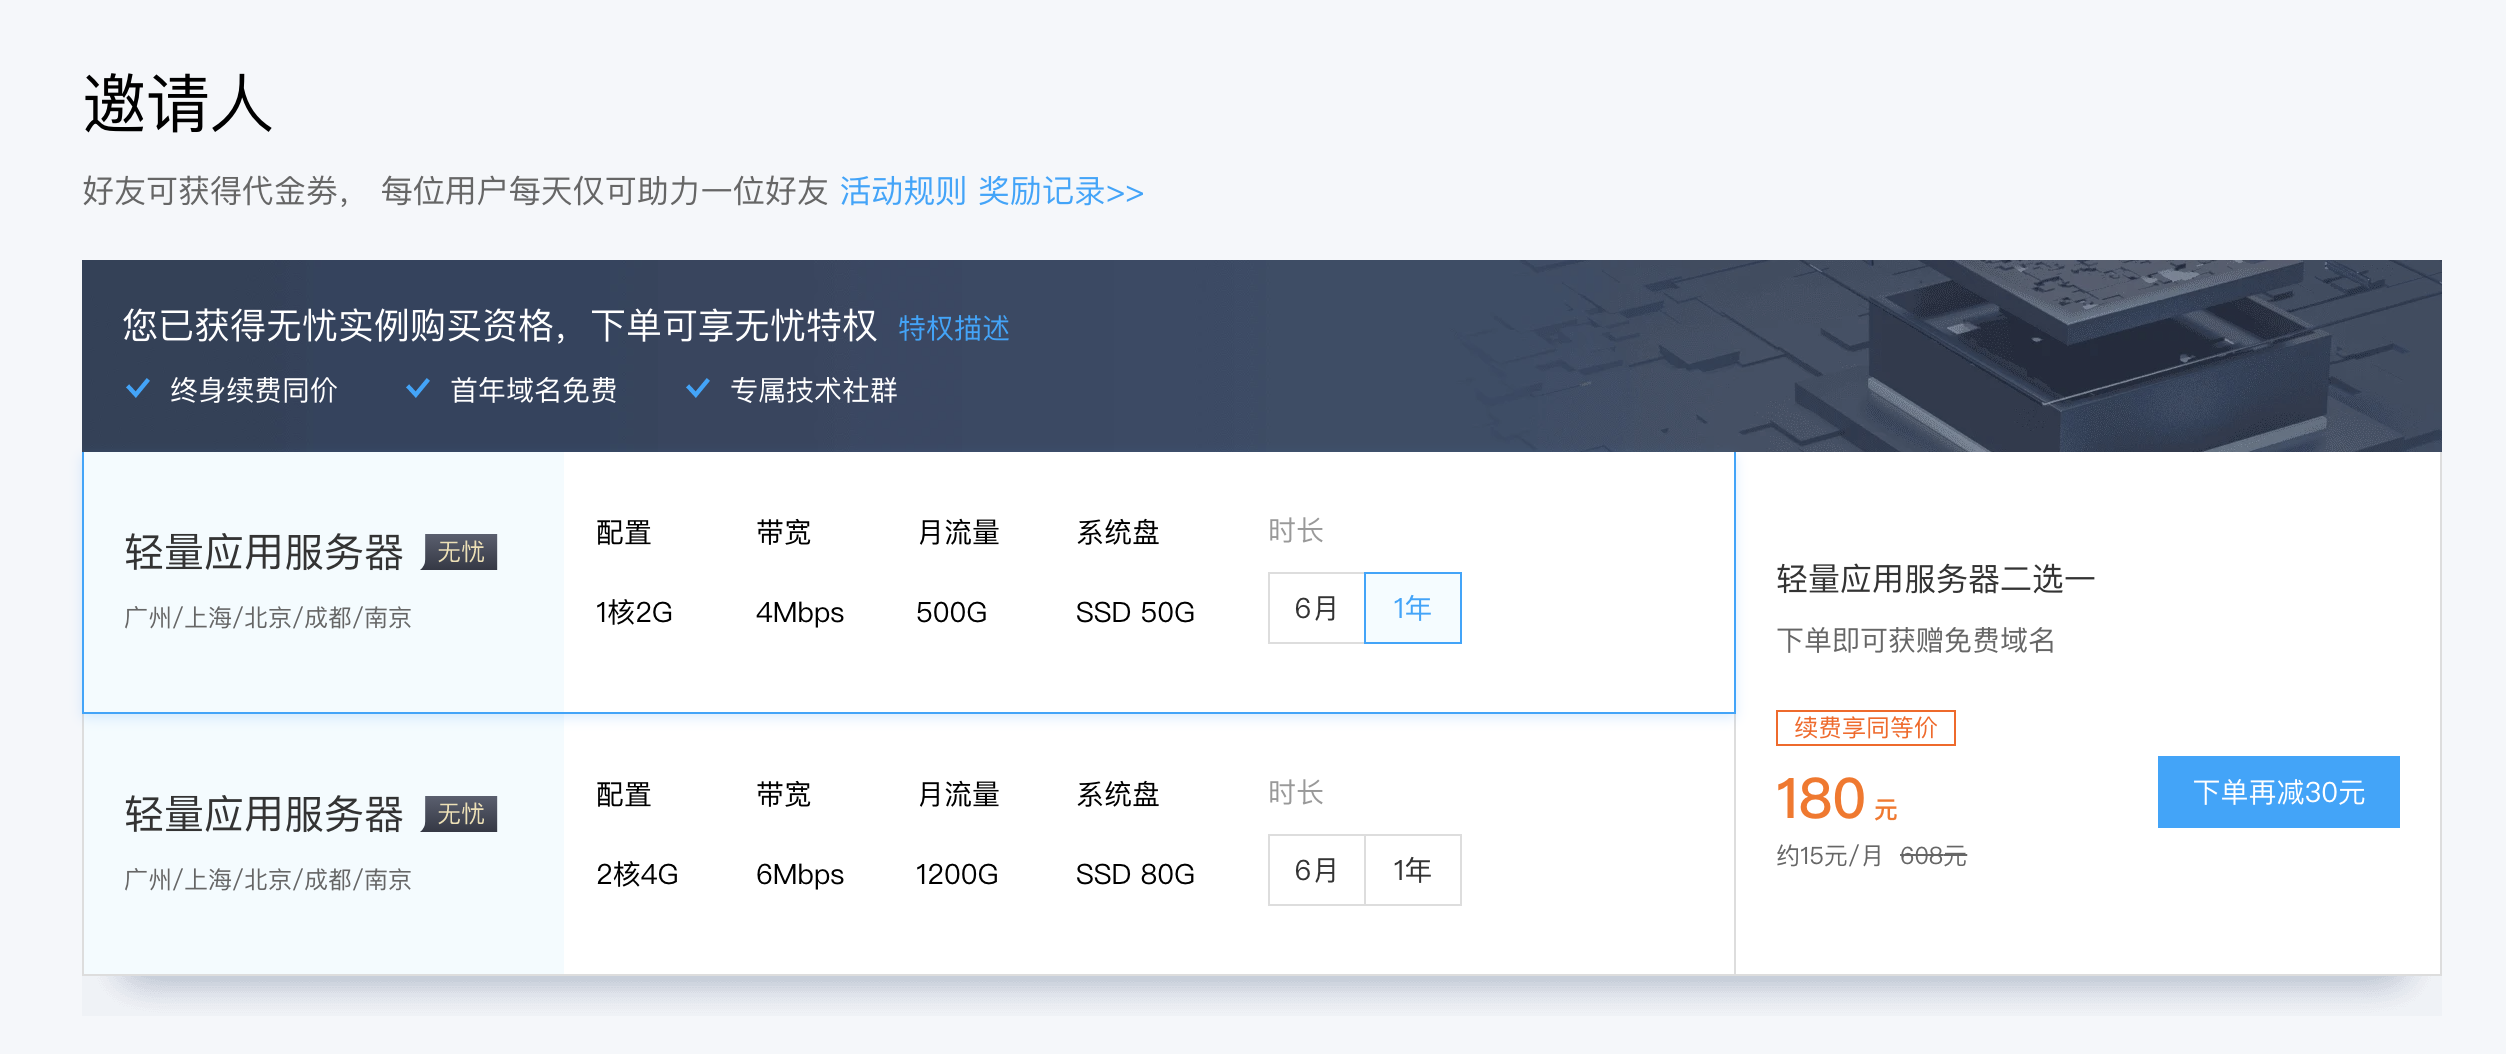 邀请人
好友可获得代金券， 每位用户每天仅可助力一位好友 活动规则 奖励记录>>
您已获得无忧实例购买资格，下单可享无忧特权 特权描述
终身续费同价 首年域名免费 专属技术社群
轻量应用服务器 无忧
广州/上海/北京/成都/南京
配置 带宽 月流量 系统盘 时长
1核2G 4Mbps 500G SSD 50G 6月 1年
轻量应用服务器 无忧
广州/上海/北京/成都/南京
配置 带宽 月流量 系统盘 时长
2核4G 6Mbps 1200G SSD 80G 6月 1年
轻量应用服务器二选一
下单即可获赠免费域名
续费享同等价
180 元
约15元/月 608元
下单再减30元